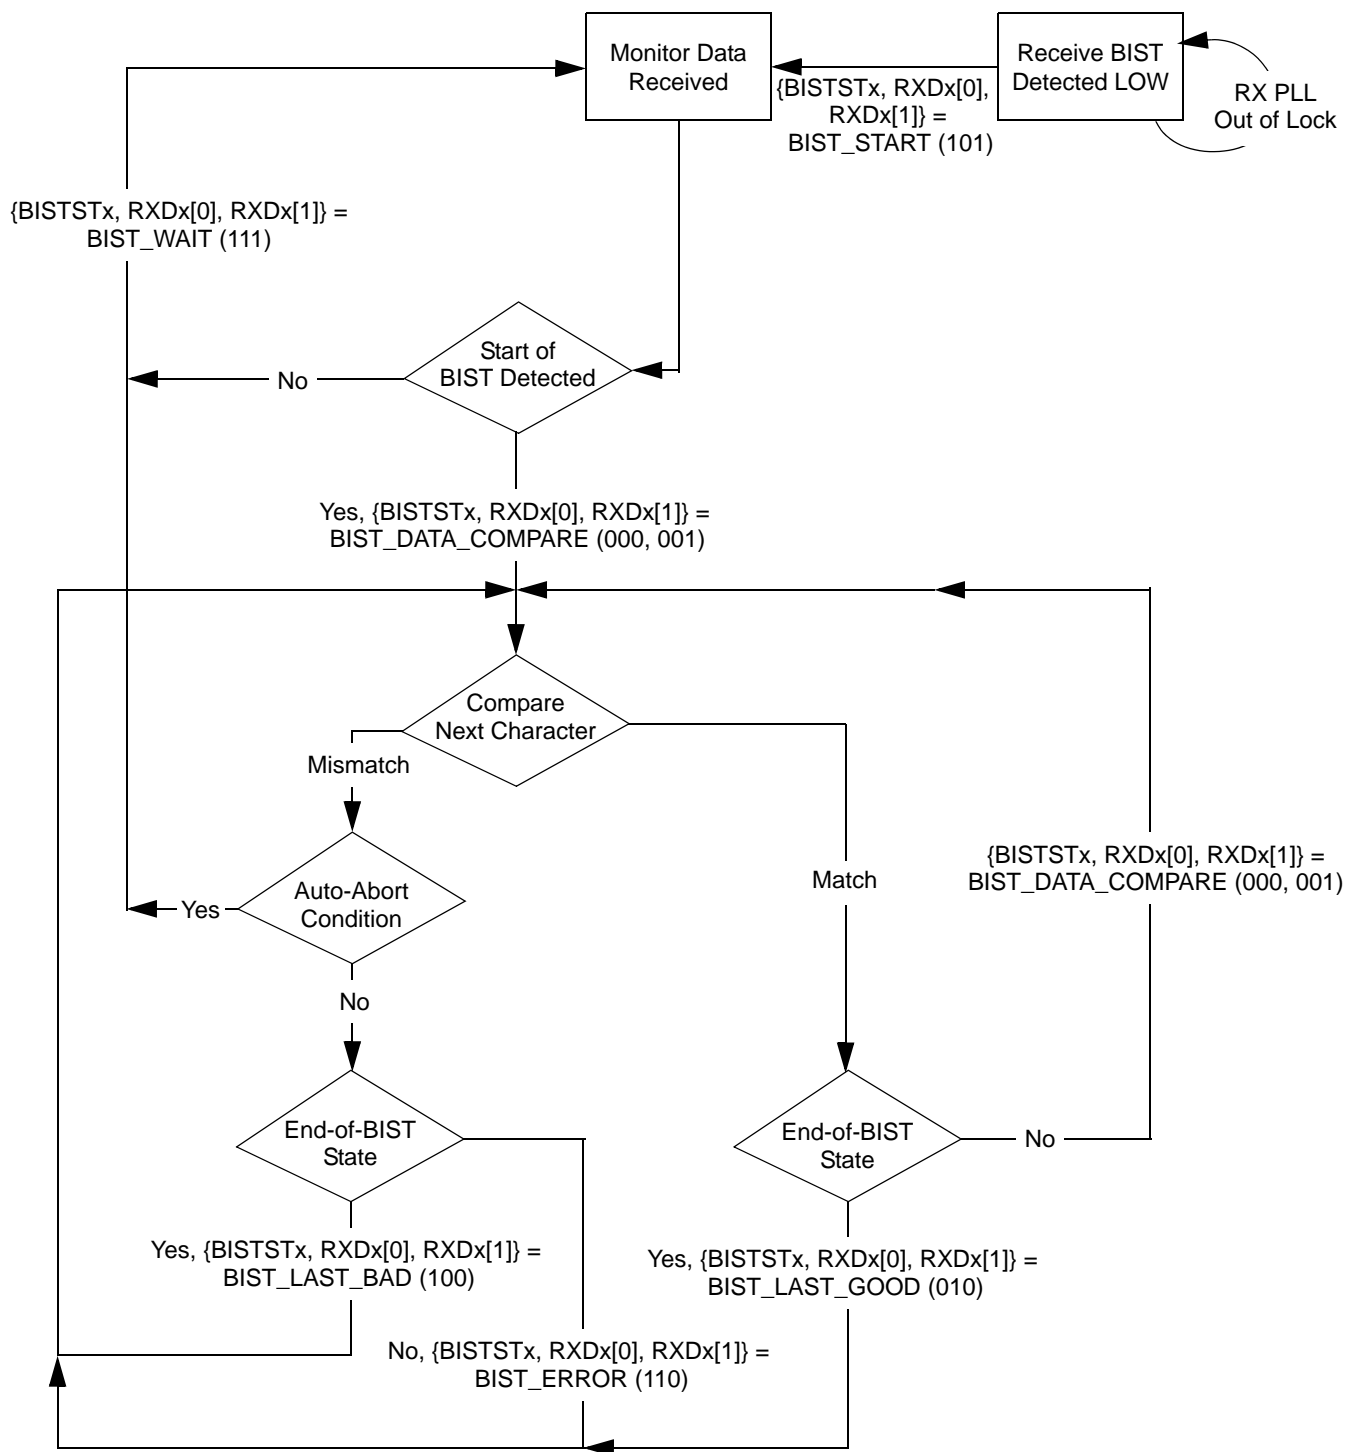 Monitor Data
Received
Receive BIST
Detected LOW
RX PLL
Out of Lock
{BISTSTx, RXDx[0],
RXDx[1]} =
BIST_START (101)
{BISTSTx, RXDx[0], RXDx[1]} =
BIST_WAIT (111)
Start of
BIST Detected
No
Yes, {BISTSTx, RXDx[0], RXDx[1]} =
BIST_DATA_COMPARE (000, 001)
Compare
Next Character
Mismatch
Auto-Abort
Condition
Yes
Match
{BISTSTx, RXDx[0], RXDx[1]} =
BIST_DATA_COMPARE (000, 001)
No
End-of-BIST
State
End-of-BIST
State
No
Yes, {BISTSTx, RXDx[0], RXDx[1]} =
BIST_LAST_BAD (100)
Yes, {BISTSTx, RXDx[0], RXDx[1]} =
BIST_LAST_GOOD (010)
No, {BISTSTx, RXDx[0], RXDx[1]} =
BIST_ERROR (110)